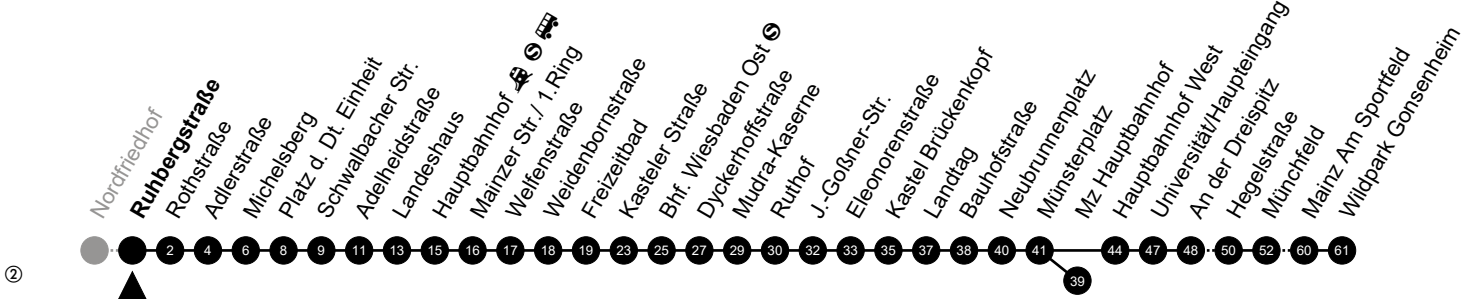 Nordfriedhof
Ruhbergstraße
Rothstraße
Adlerstraße
Michelsberg
Platz d. Dt. Einheit
Schwalbacher Str.
Adelheidstraße
Landeshaus
Hauptbahnhof S
Mainzer Str./ 1.Ring
Welfenstraße
Weidenbornstraße
Freizeitbad
Kasteler Straße
Bhf. Wiesbaden Ost S
Dyckerhoffstraße
Mudra-Kaserne
Ruthof
J.-Goßner-Str.
Eleonorenstraße
Kastel Brückenkopf
Landtag
Bauhofstraße
Neubrunnenplatz
Münsterplatz
Mz Hauptbahnhof
Hauptbahnhof West
Universität/Haupteingang
An der Dreispitz
Hegelstraße
Münchfeld
Mainz Am Sportfeld
Wildpark Gonsenheim
2 4 6 8 9 11 13 15 16 17 18 19 23 25 27 29 30 32 33 35 37 38 40 41 44 47 48 50 52 60 61
39
②